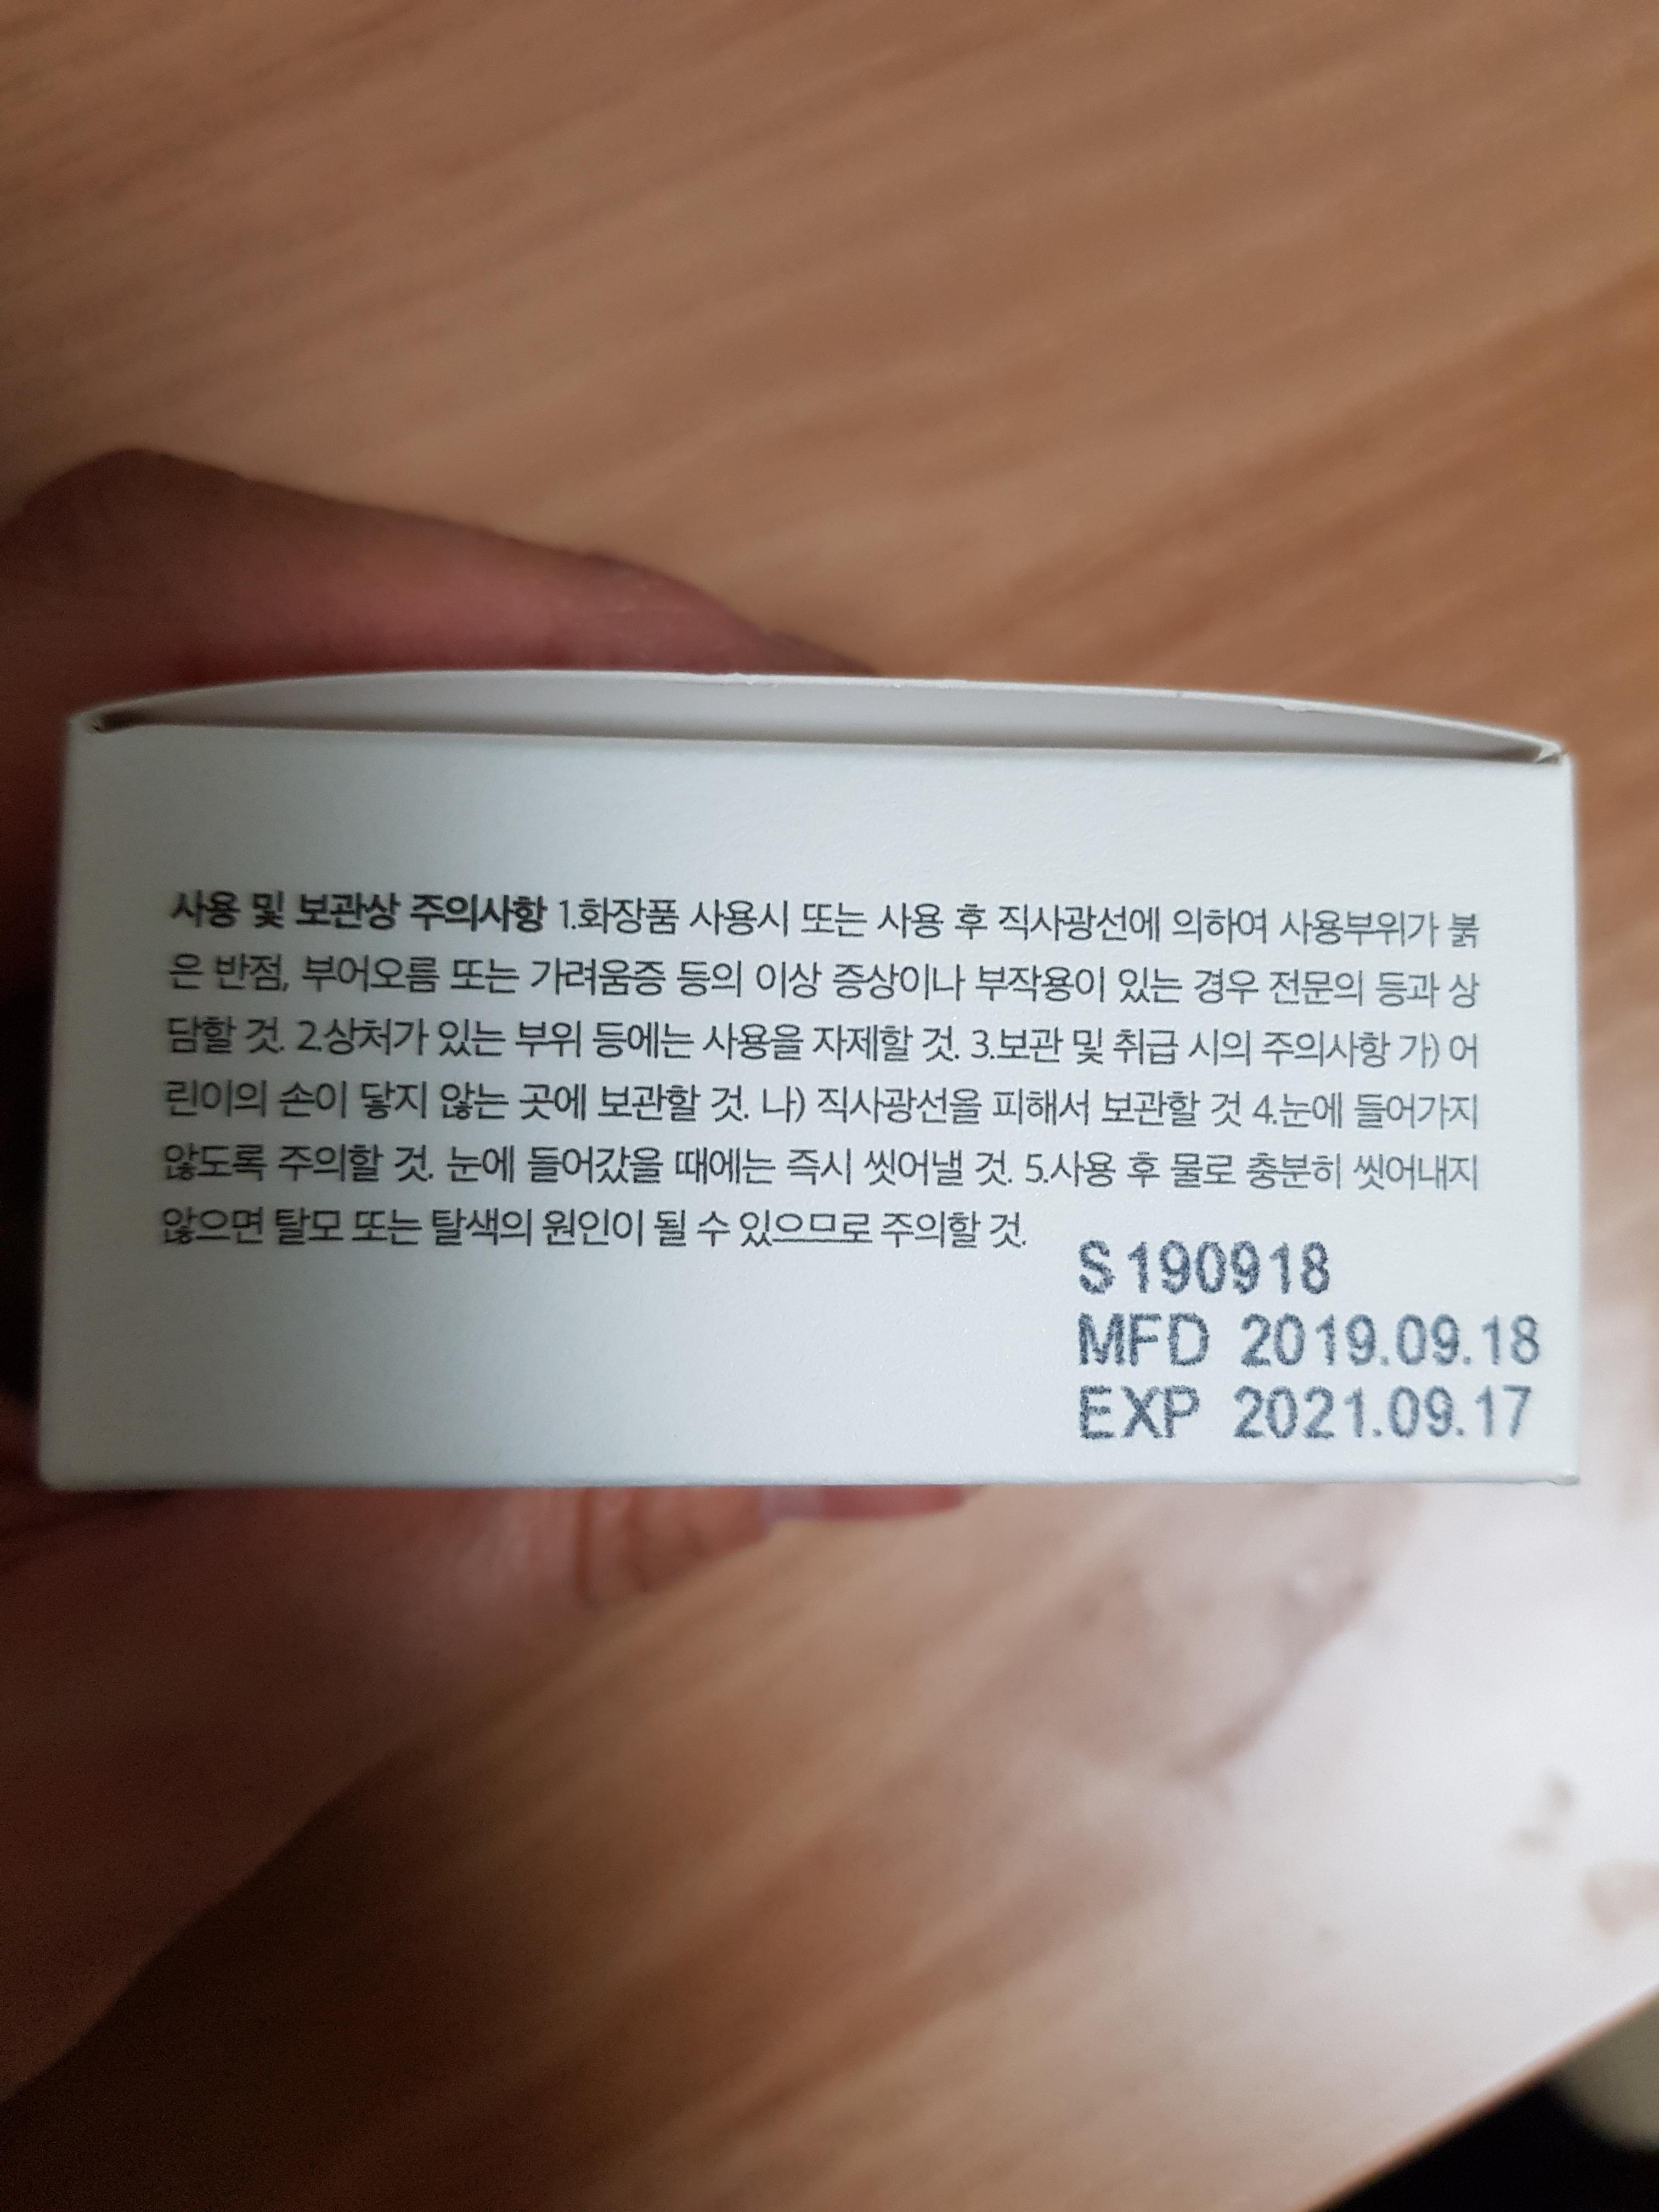 사용 및 보관상 주의사항 1.화장품 사용시 또는 사용 후 직사광선에 의하여 사용부위가 붉
은 반점, 부어오름 또는 가려움증 등의 이상 증상이나 부작용이 있는 경우 전문의 등과 상
담할 것. 2.상처가 있는 부위 등에는 사용을 자제할 것. 3.보관 및 취급 시의 주의사항 가) 어
린이의 손이 닿지 않는 곳에 보관할 것. 나) 직사광선을 피해서 보관할 것 4.눈에 들어가지
않도록 주의할 것. 눈에 들어갔을 때에는 즉시 씻어낼 것. 5.사용 후 물로 충분히 씻어내지
않으면 탈모 또는 탈색의 원인이 될 수 있으므로 주의할 것.
S190918
MFD 2019.09.18
EXP 2021.09.17